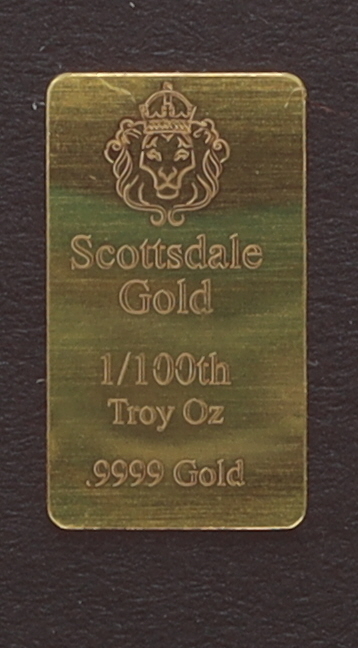 Scottsdale
Gold
1/100th
Troy Oz
.9999 Gold